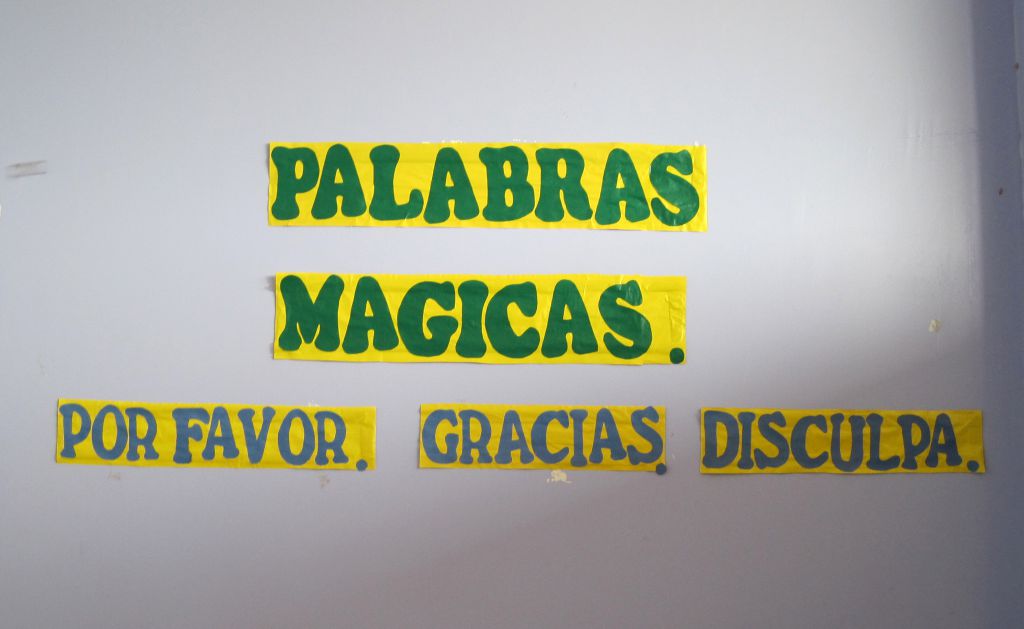 PALABRAS
MAGICAS.
POR FAVOR. GRACIAS. DISCULPA.